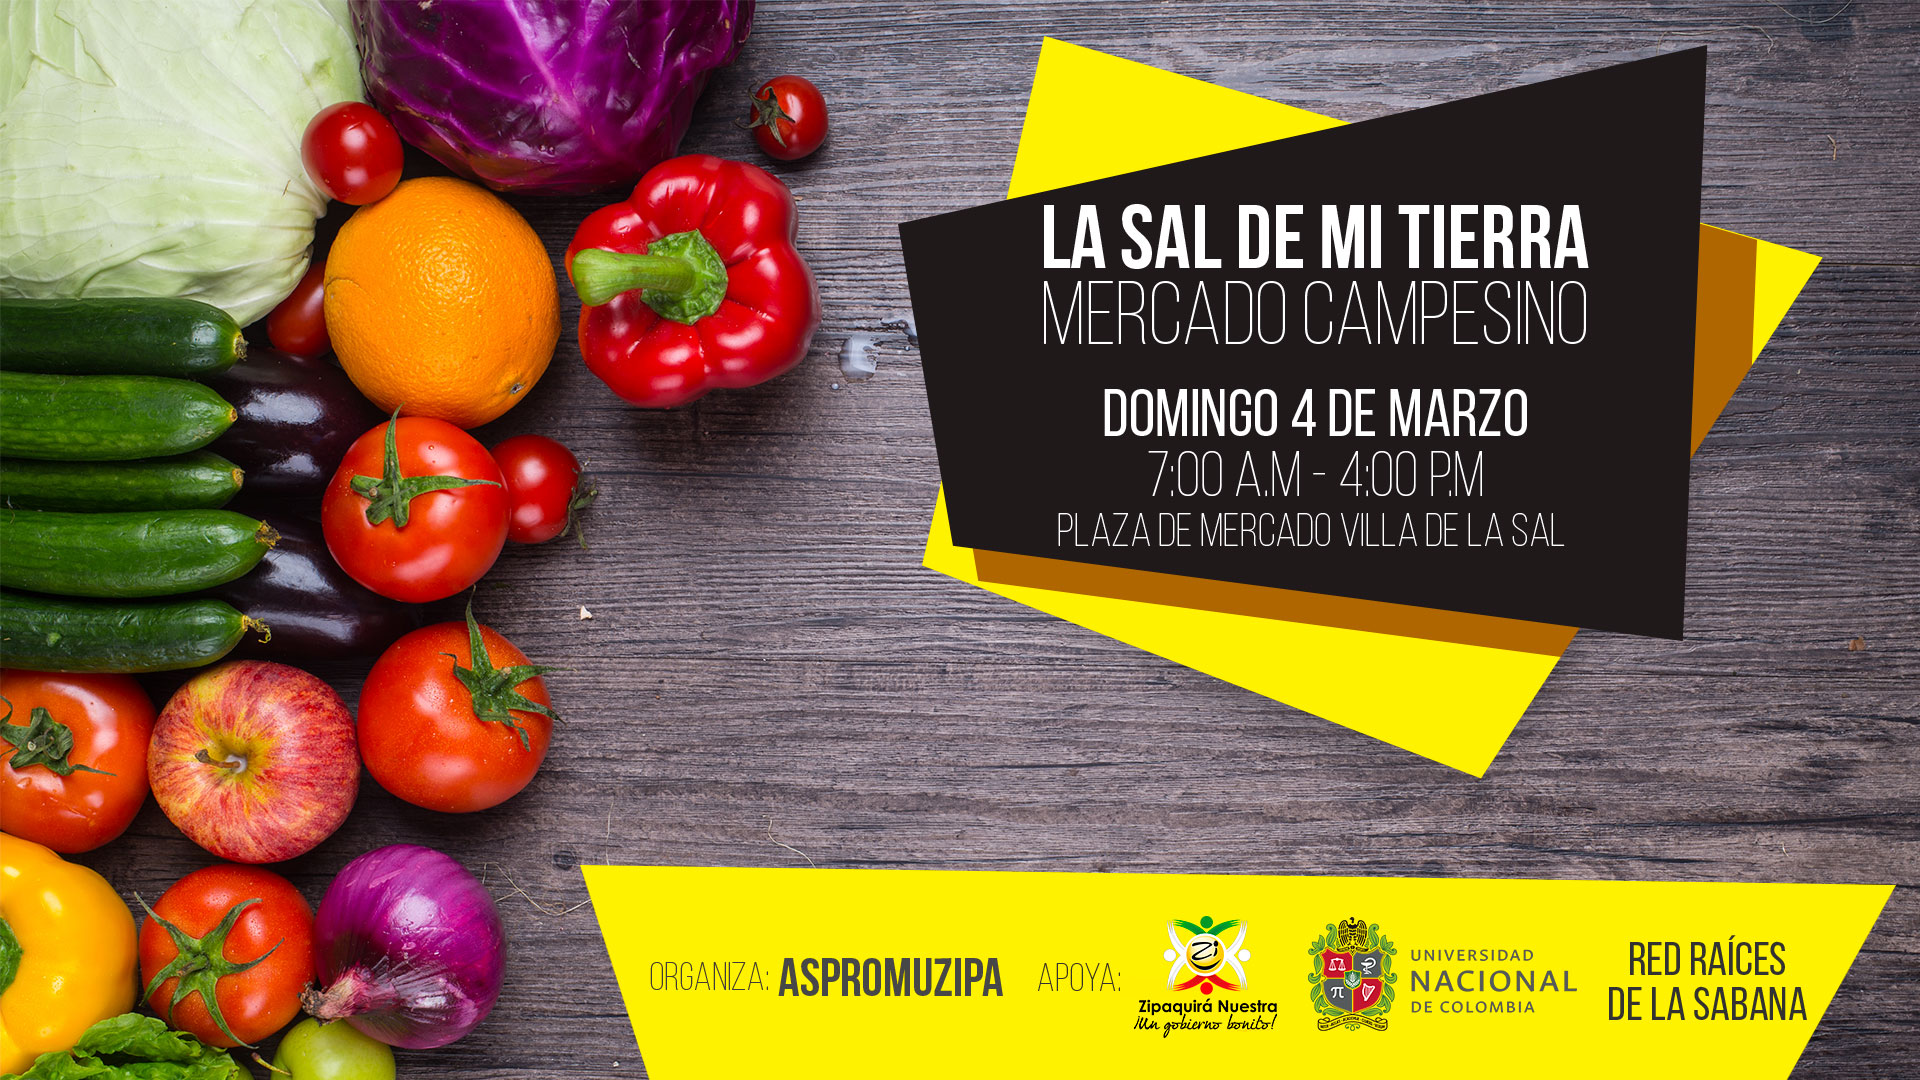 LA SAL DE MI TIERRA
MERCADO CAMPESINO
DOMINGO 4 DE MARZO
7:00 A.M - 4:00 P.M
PLAZA DE MERCADO VILLA DE LA SAL
ORGANIZA: ASPROMUZIPA
APOYA:
Zi
Zipaquirá Nuestra
¡Un gobierno bonito!
UNIVERSIDAD
NACIONAL
DE COLOMBIA
RED RAÍCES
DE LA SABANA